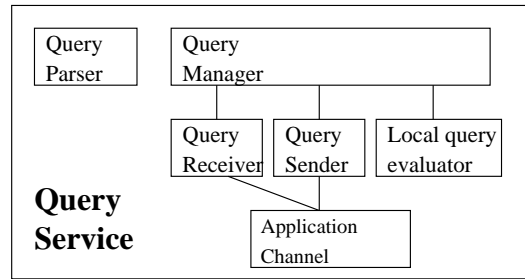 Query
Parser
Query
Manager
Query
Receiver
Query
Sender
Local query
evaluator
Query
Service
Application
Channel